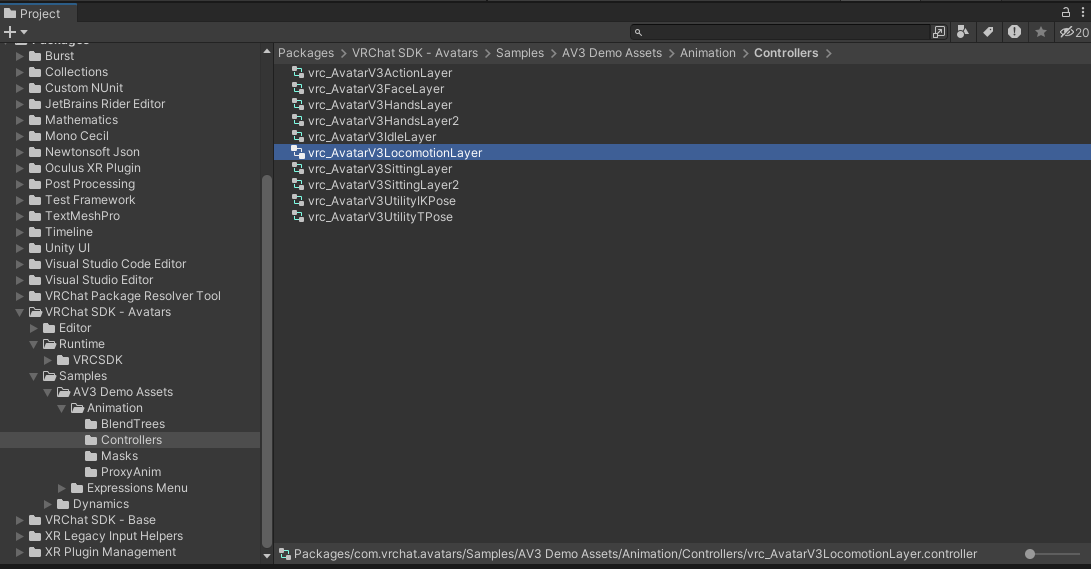 Project
20
Packages
Burst
Collections
Custom NUnit
JetBrains Rider Editor
Mathematics
Mono Cecil
Newtonsoft Json
Oculus XR Plugin
Post Processing
Test Framework
TextMeshPro
Timeline
Unity UI
Visual Studio Code Editor
Visual Studio Editor
VRChat Package Resolver Tool
VRChat SDK - Avatars
Editor
Runtime
VRCSDK
Samples
AV3 Demo Assets
Animation
BlendTrees
Controllers
Masks
ProxyAnim
Expressions Menu
Dynamics
VRChat SDK - Base
XR Legacy Input Helpers
XR Plugin Management
Packages > VRChat SDK - Avatars > Samples > AV3 Demo Assets > Animation > Controllers >
vrc_AvatarV3ActionLayer
vrc_AvatarV3FaceLayer
vrc_AvatarV3HandsLayer
vrc_AvatarV3HandsLayer2
vrc_AvatarV3IdleLayer
vrc_AvatarV3LocomotionLayer
vrc_AvatarV3SittingLayer
vrc_AvatarV3SittingLayer2
vrc_AvatarV3UtilityIKPose
vrc_AvatarV3UtilityTPose
Packages/com.vrchat.avatars/Samples/AV3 Demo Assets/Animation/Controllers/vrc_AvatarV3LocomotionLayer.controller